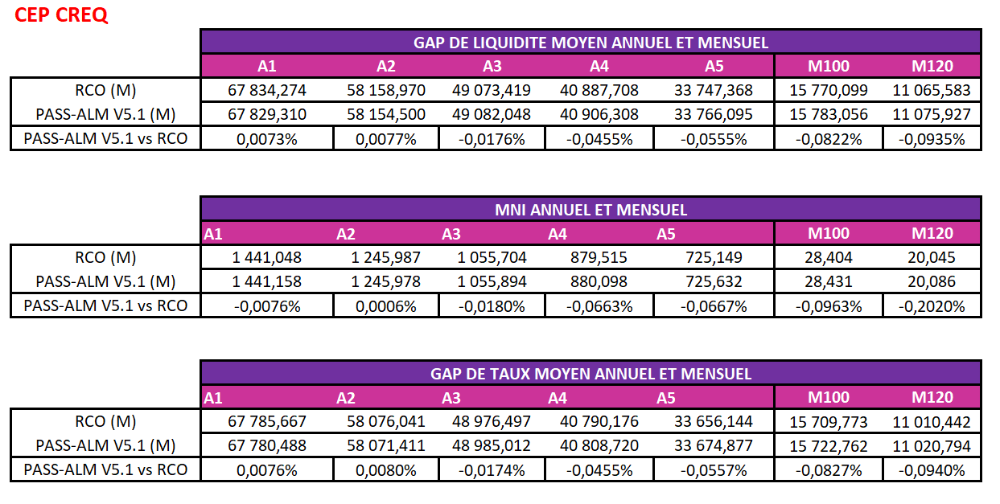 CEP CREQ
GAP DE LIQUIDITE MOYEN ANNUEL ET MENSUEL
A1 A2 A3 A4 A5 M100 M120
RCO (M) 67 834,274 58 158,970 49 073,419 40 887,708 33 747,368 15 770,099 11 065,583
PASS-ALM V5.1 (M) 67 829,310 58 154,500 49 082,048 40 906,308 33 766,095 15 783,056 11 075,927
PASS-ALM V5.1 vs RCO 0,0073% 0,0077% -0,0176% -0,0455% -0,0555% -0,0822% -0,0935%
MNI ANNUEL ET MENSUEL
A1 A2 A3 A4 A5 M100 M120
RCO (M) 1 441,048 1 245,987 1 055,704 879,515 725,149 28,404 20,045
PASS-ALM V5.1 (M) 1 441,158 1 245,978 1 055,894 880,098 725,632 28,431 20,086
PASS-ALM V5.1 vs RCO -0,0076% 0,0006% -0,0180% -0,0663% -0,0667% -0,0963% -0,2020%
GAP DE TAUX MOYEN ANNUEL ET MENSUEL
A1 A2 A3 A4 A5 M100 M120
RCO (M) 67 785,667 58 076,041 48 976,497 40 790,176 33 656,144 15 709,773 11 010,442
PASS-ALM V5.1 (M) 67 780,488 58 071,411 48 985,012 40 808,720 33 674,877 15 722,762 11 020,794
PASS-ALM V5.1 vs RCO 0,0076% 0,0080% -0,0174% -0,0455% -0,0557% -0,0827% -0,0940%